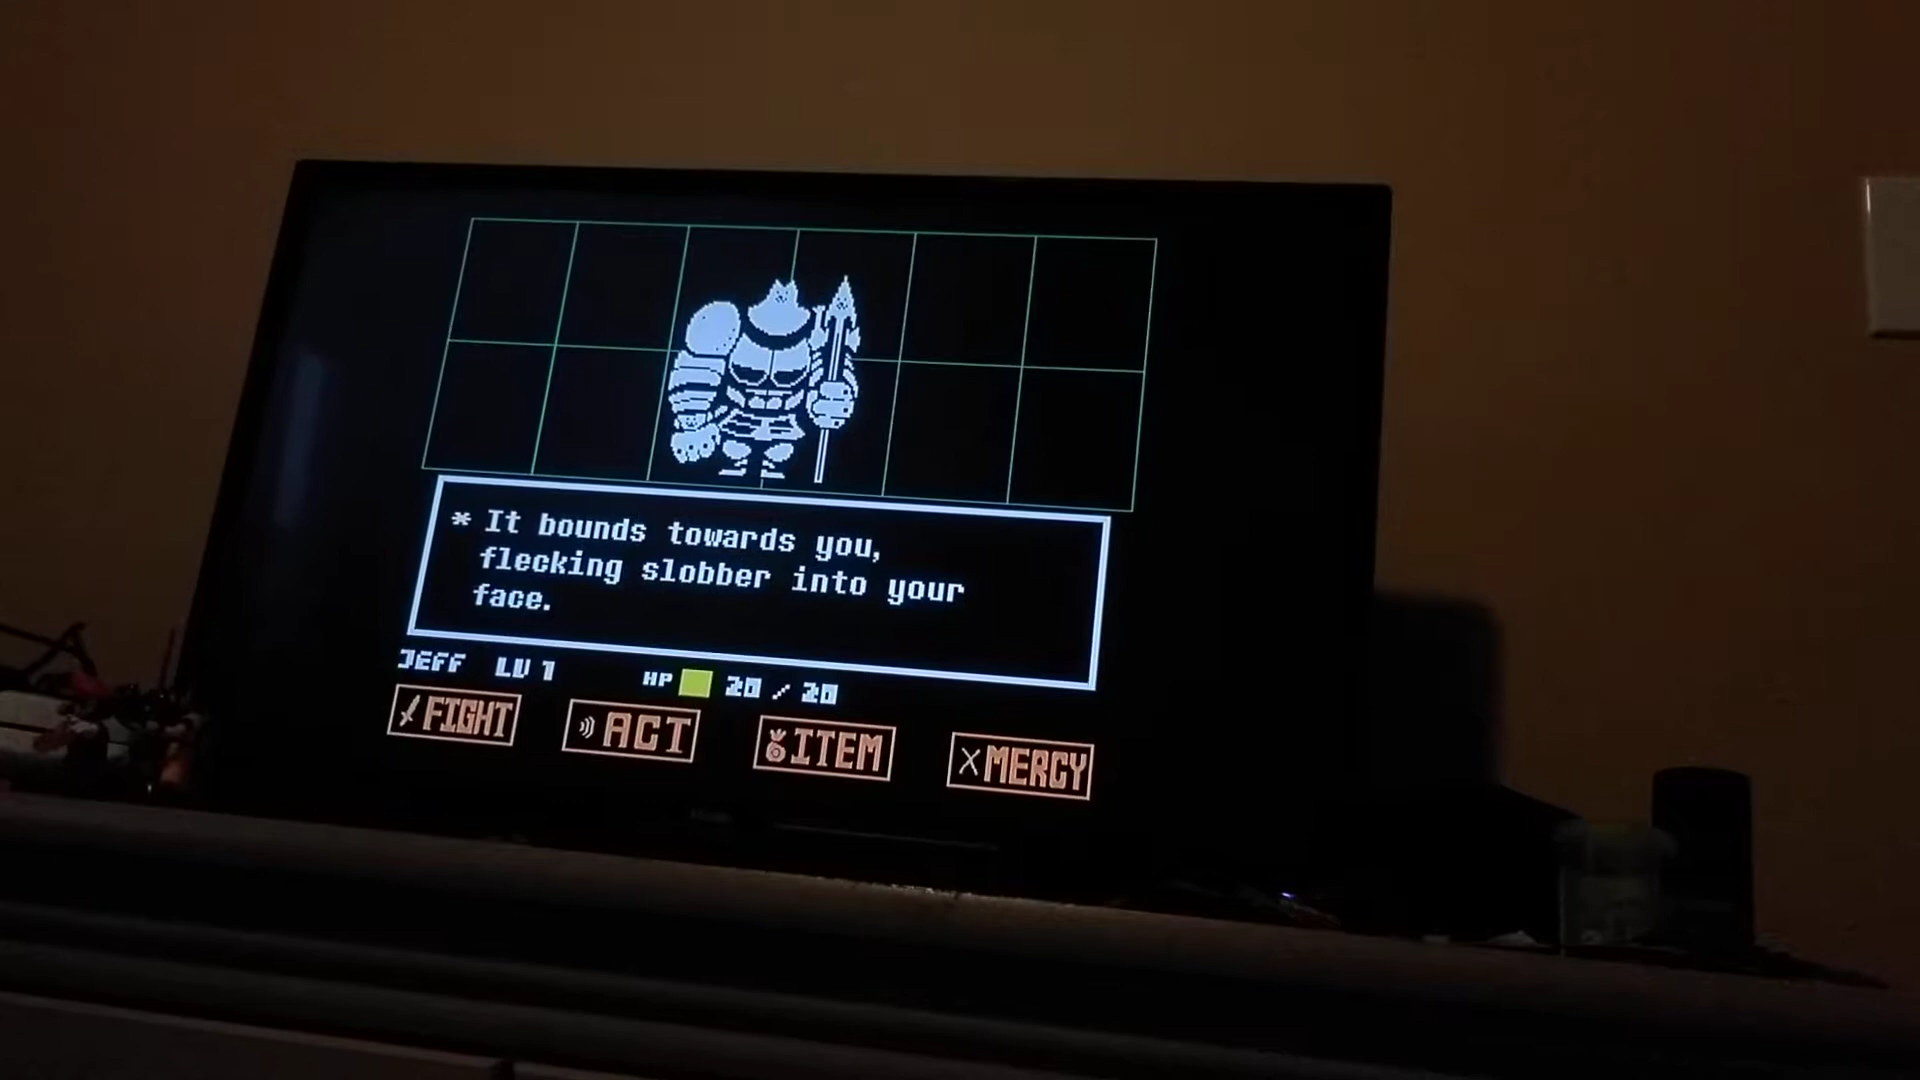 * It bounds towards you,
flecking slobber into your
face.
JEFF LV 1 HP 20 / 20
FIGHT ACT ITEM MERCY